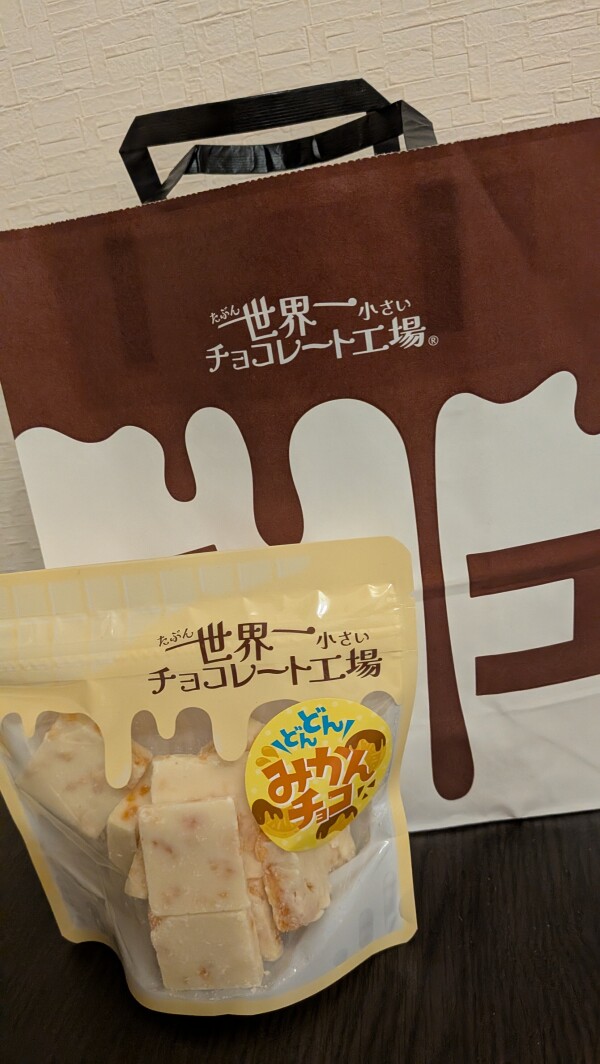 たぶん
世界一
小さい
チョコレート工場®
コ
たぶん
世界一
小さい
チョコレート工場
どんどん
みかん
チョコ